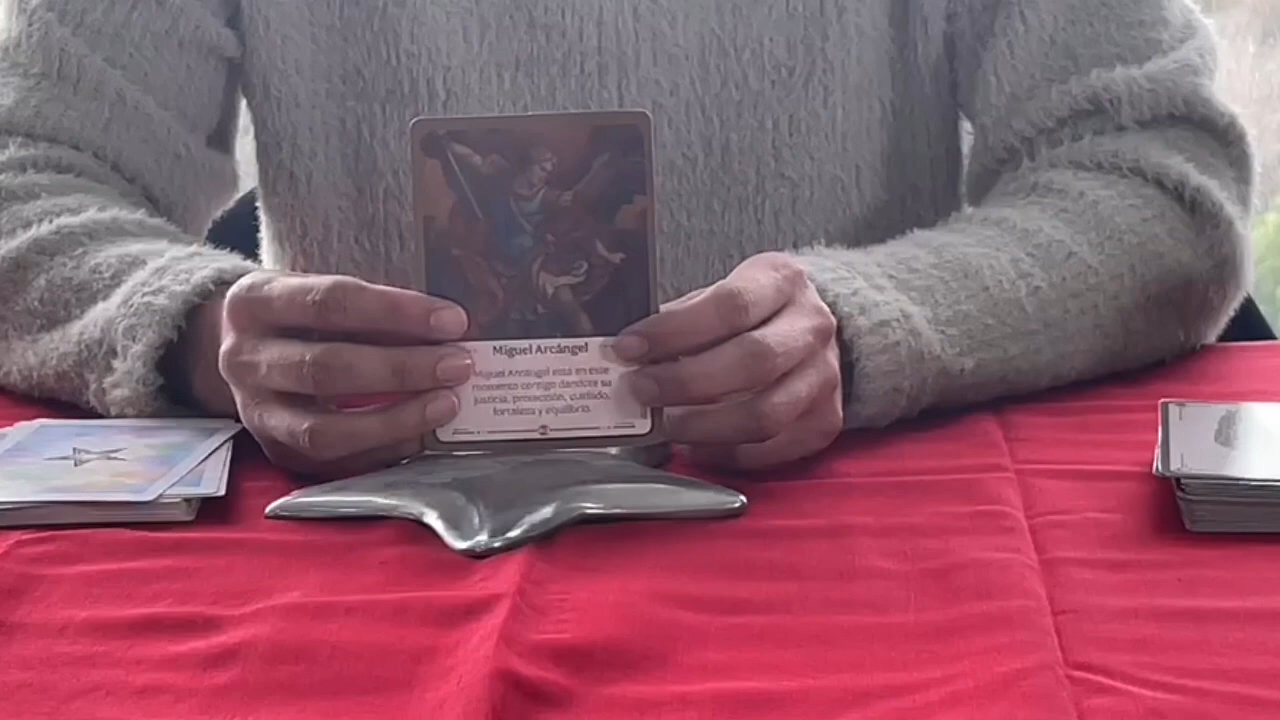 Miguel Arcángel
Miguel Arcángel está en este
momento contigo dándote su
justicia, protección, cuidado,
fortaleza y equilibrio.